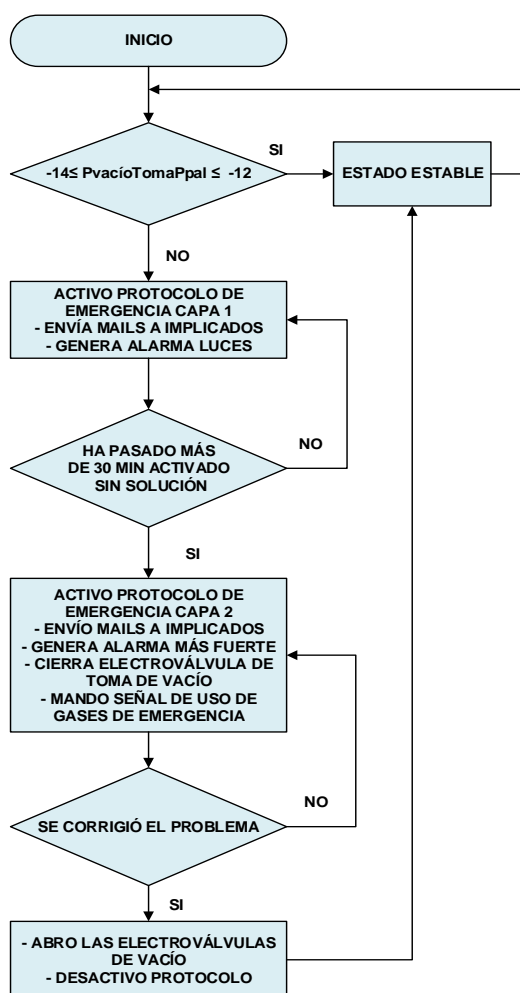 INICIO
-14≤ PvacíoTomaPpal ≤ -12
SI
ESTADO ESTABLE
NO
ACTIVO PROTOCOLO DE
EMERGENCIA CAPA 1
- ENVÍA MAILS A IMPLICADOS
- GENERA ALARMA LUCES
HA PASADO MÁS
DE 30 MIN ACTIVADO
SIN SOLUCIÓN
NO
SI
ACTIVO PROTOCOLO DE
EMERGENCIA CAPA 2
- ENVÍO MAILS A IMPLICADOS
- GENERA ALARMA MÁS FUERTE
- CIERRA ELECTROVÁLVULA DE
TOMA DE VACÍO
- MANDO SEÑAL DE USO DE
GASES DE EMERGENCIA
SE CORRIGIÓ EL PROBLEMA
NO
SI
- ABRO LAS ELECTROVÁLVULAS
DE VACÍO
- DESACTIVO PROTOCOLO